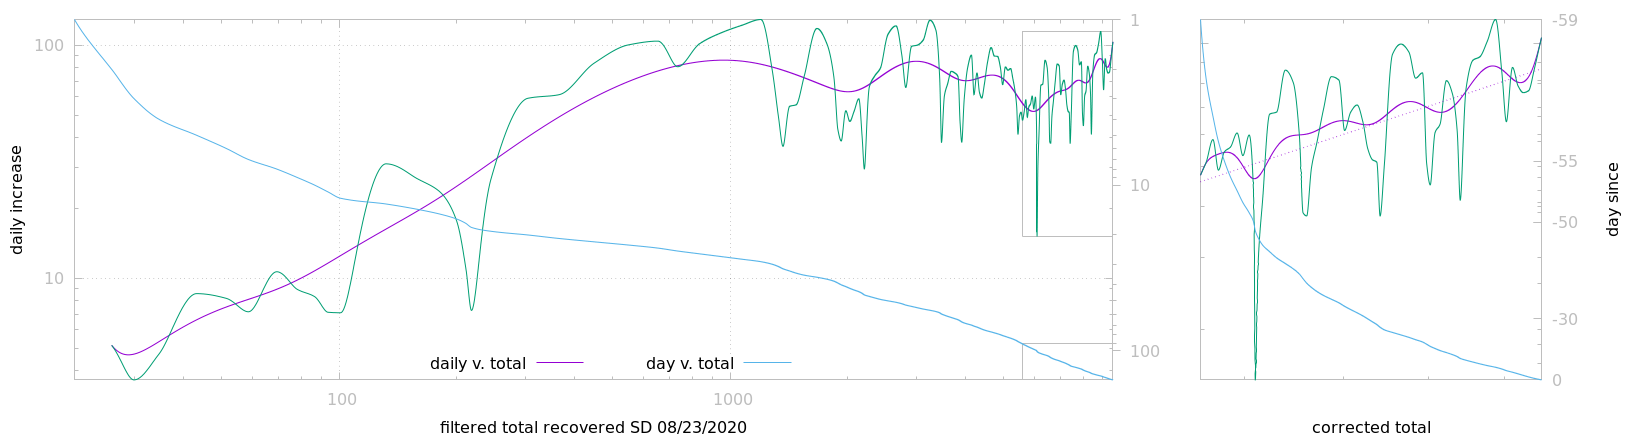 100
10
daily increase
daily v. total
day v. total
100
1000
filtered total recovered SD 08/23/2020
1
10
100
-59
-55
-50
-30
0
day since
corrected total